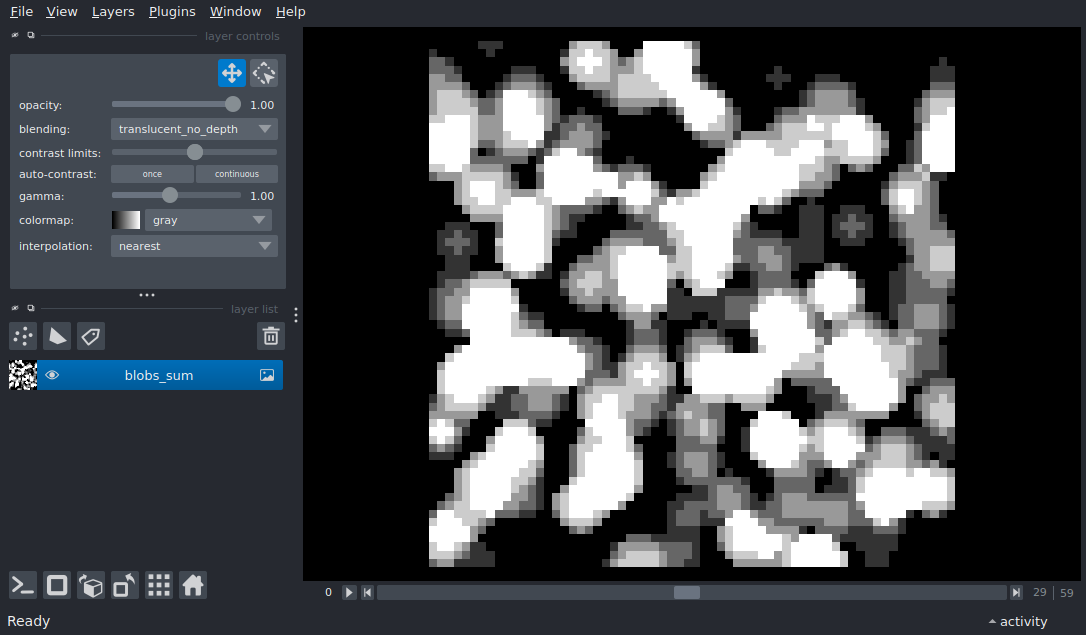 File View Layers Plugins Window Help
layer controls
opacity: 1.00
blending: translucent_no_depth
contrast limits:
auto-contrast: once continuous
gamma: 1.00
colormap: gray
interpolation: nearest
layer list
blobs_sum
0 29 59
Ready activity